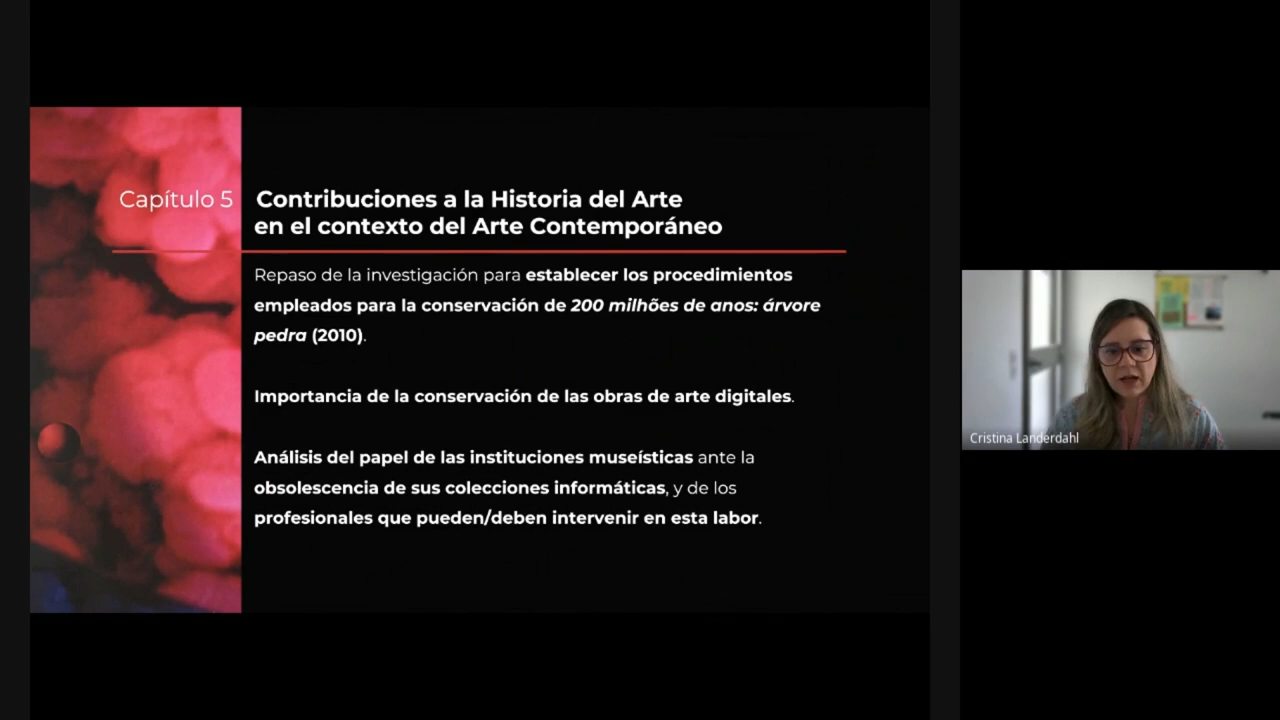 Capítulo 5
Contribuciones a la Historia del Arte
en el contexto del Arte Contemporáneo
Repaso de la investigación para establecer los procedimientos
empleados para la conservación de 200 milhões de anos: árvore
pedra (2010).
Importancia de la conservación de las obras de arte digitales.
Análisis del papel de las instituciones museísticas ante la
obsolescencia de sus colecciones informáticas, y de los
profesionales que pueden/deben intervenir en esta labor.
Cristina Landerdahl